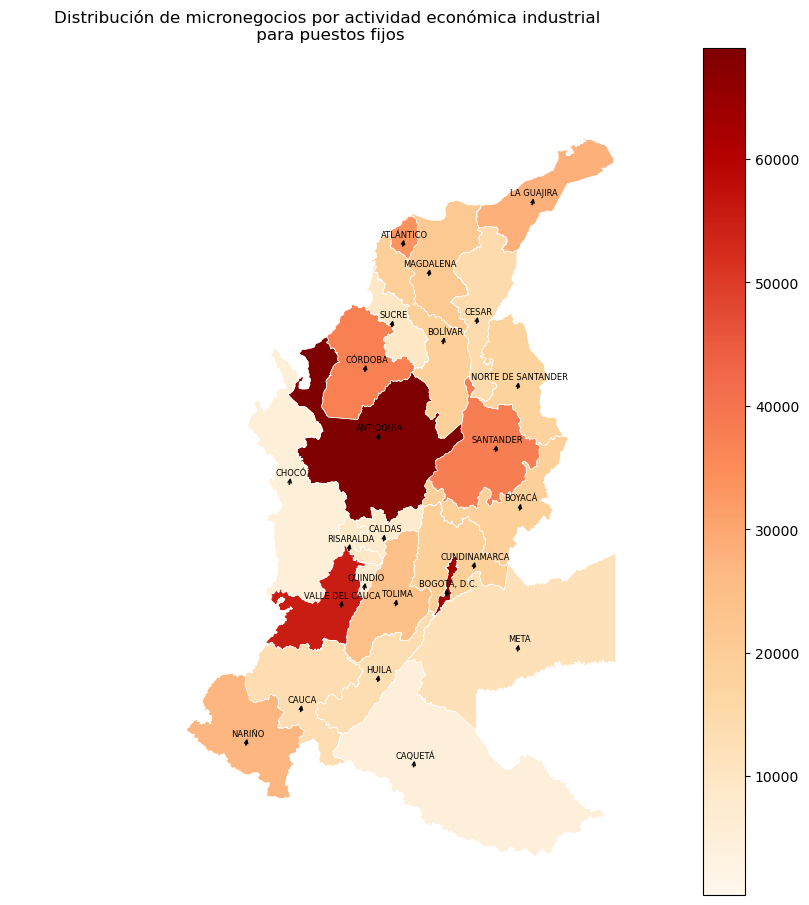 Distribución de micronegocios por actividad económica industrial
para puestos fijos
60000
50000
40000
30000
20000
10000
LA GUAJIRA
ATLÁNTICO
MAGDALENA
CESAR
SUCRE
BOLÍVAR
CÓRDOBA
NORTE DE SANTANDER
ANTIOQUIA
SANTANDER
CHOCÓ
BOYACÁ
CALDAS
RISARALDA
CUNDINAMARCA
QUINDIO
BOGOTÁ, D.C.
VALLE DEL CAUCA
TOLIMA
META
HUILA
CAUCA
NARIÑO
CAQUETÁ